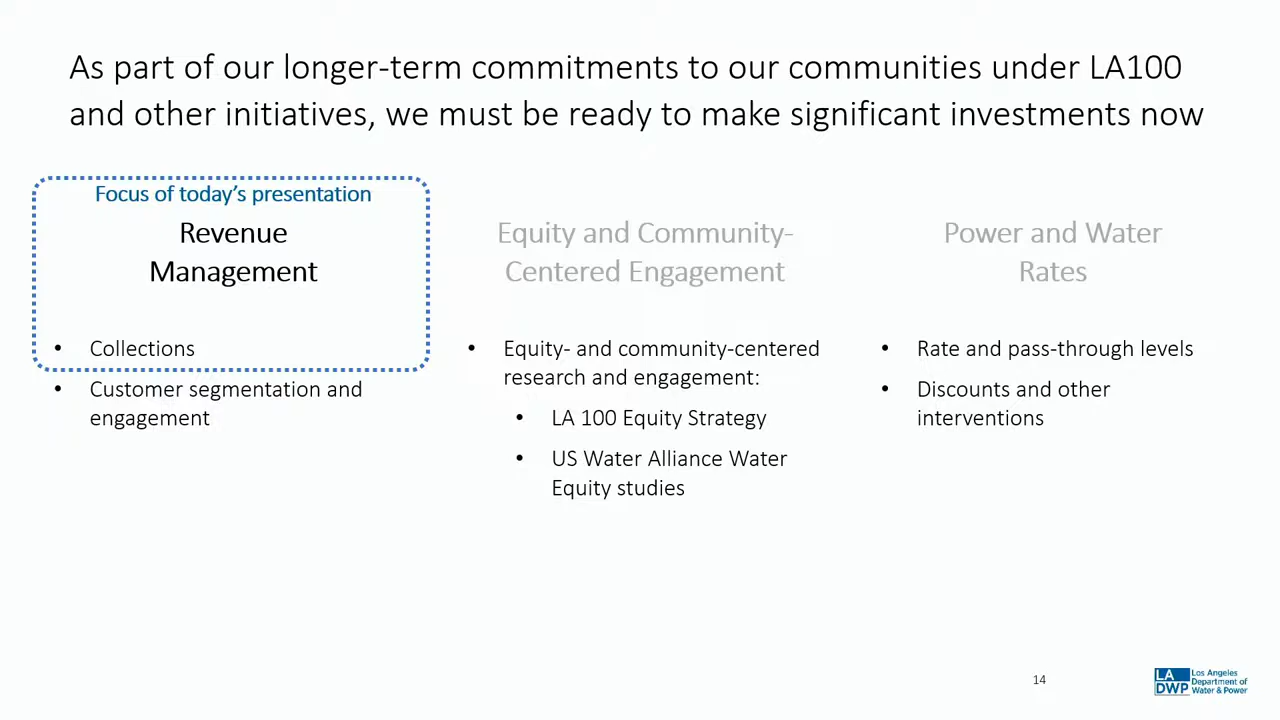 As part of our longer-term commitments to our communities under LA100
and other initiatives, we must be ready to make significant investments now
Focus of today's presentation
Revenue
Management
• Collections
• Customer segmentation and
engagement
Equity and Community-
Centered Engagement
• Equity- and community-centered
research and engagement:
• LA 100 Equity Strategy
• US Water Alliance Water
Equity studies
Power and Water
Rates
• Rate and pass-through levels
• Discounts and other
interventions
14
LA
DWP
Los Angeles
Department of
Water & Power